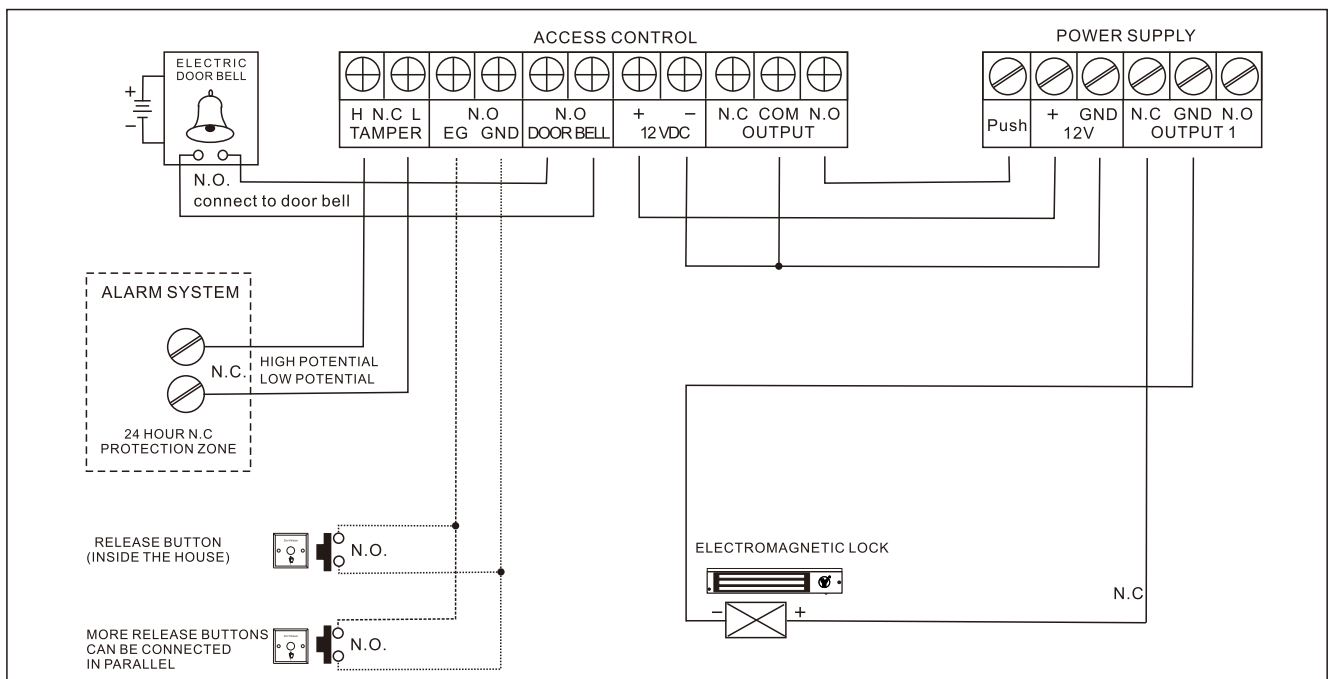 ACCESS CONTROL
POWER SUPPLY
ELECTRIC
DOOR BELL
+
−
H N.C L
TAMPER
N.O
EG GND
N.O
DOOR BELL
+ −
12 VDC
N.C COM N.O
OUTPUT
Push
+ GND
12V
N.C GND N.O
OUTPUT 1
N.O.
connect to door bell
ALARM SYSTEM
N.C.
HIGH POTENTIAL
LOW POTENTIAL
24 HOUR N.C
PROTECTION ZONE
RELEASE BUTTON
(INSIDE THE HOUSE)
N.O.
MORE RELEASE BUTTONS
CAN BE CONNECTED
IN PARALLEL
N.O.
ELECTROMAGNETIC LOCK
− +
N.C